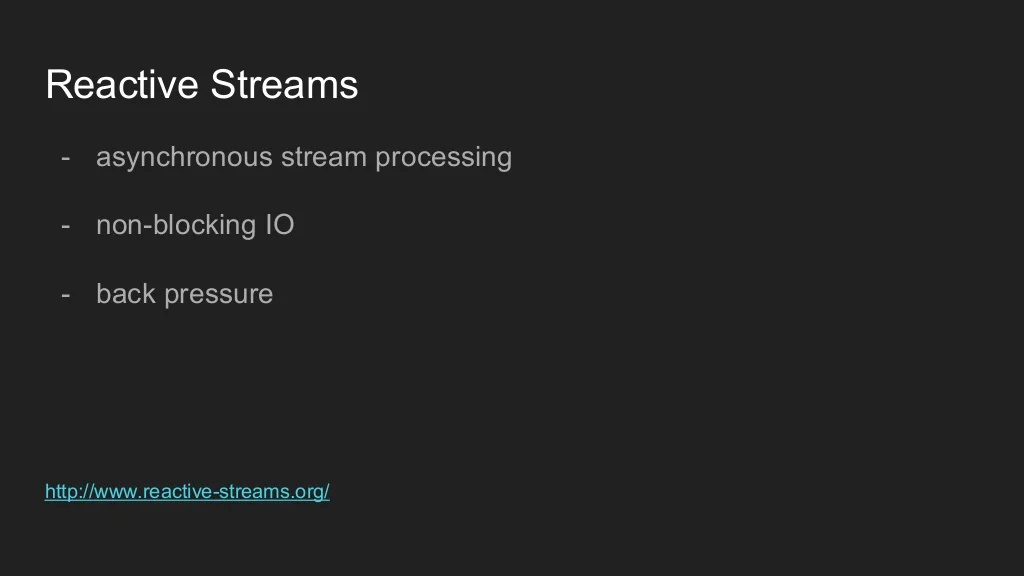 Reactive Streams
- asynchronous stream processing
- non-blocking IO
- back pressure
http://www.reactive-streams.org/